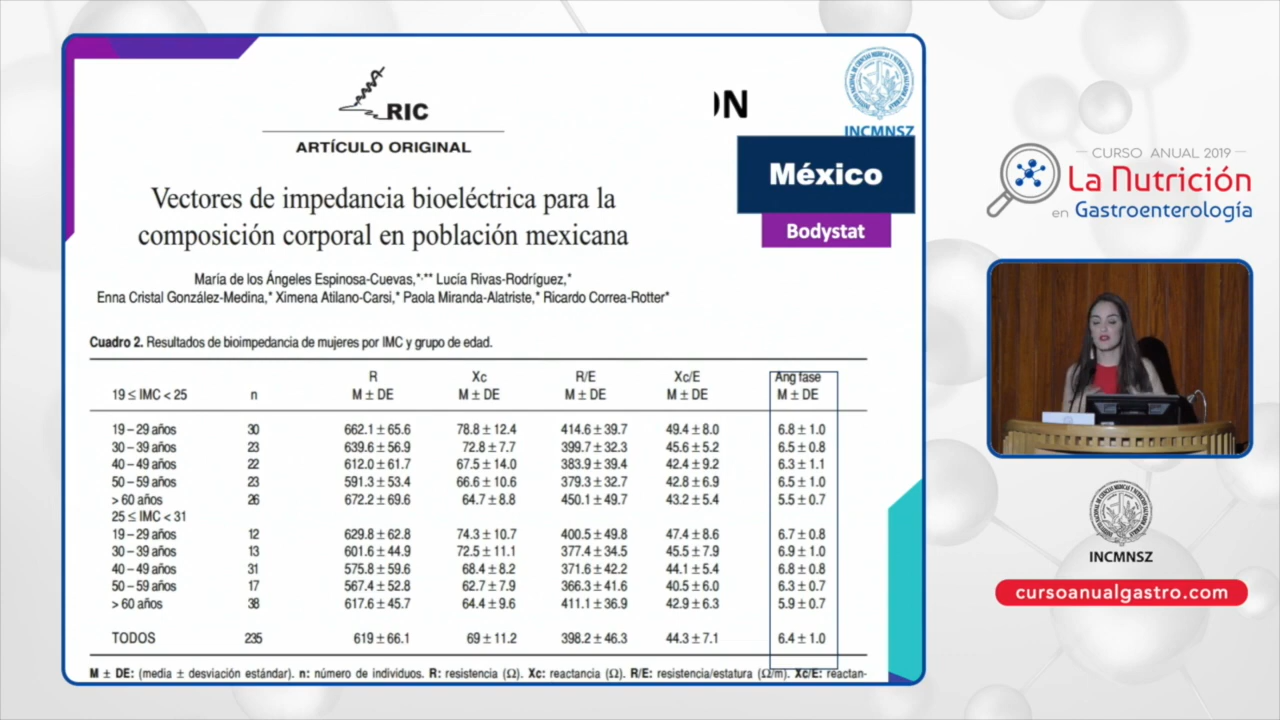 RIC
ARTÍCULO ORIGINAL
Vectores de impedancia bioeléctrica para la
composición corporal en población mexicana
María de los Ángeles Espinosa-Cuevas,*,** Lucía Rivas-Rodríguez,*
Enna Cristal González-Medina,* Ximena Atilano-Carsi,* Paola Miranda-Alatriste,* Ricardo Correa-Rotter*
INCMNSZ
México
Bodystat
Cuadro 2. Resultados de bioimpedancia de mujeres por IMC y grupo de edad.
R Xc R/E Xc/E Ang fase
19 ≤ IMC < 25 n M ± DE M ± DE M ± DE M ± DE M ± DE
19 – 29 años 30 662.1 ± 65.6 78.8 ± 12.4 414.6 ± 39.7 49.4 ± 8.0 6.8 ± 1.0
30 – 39 años 23 639.6 ± 56.9 72.8 ± 7.7 399.7 ± 32.3 45.6 ± 5.2 6.5 ± 0.8
40 – 49 años 22 612.0 ± 61.7 67.5 ± 14.0 383.9 ± 39.4 42.4 ± 9.2 6.3 ± 1.1
50 – 59 años 23 591.3 ± 53.4 66.6 ± 10.6 379.3 ± 32.7 42.8 ± 6.9 6.5 ± 1.0
> 60 años 26 672.2 ± 69.6 64.7 ± 8.8 450.1 ± 49.7 43.2 ± 5.4 5.5 ± 0.7
25 ≤ IMC < 31
19 – 29 años 12 629.8 ± 62.8 74.3 ± 10.7 400.5 ± 49.8 47.4 ± 8.6 6.7 ± 0.8
30 – 39 años 13 601.6 ± 44.9 72.5 ± 11.1 377.4 ± 34.5 45.5 ± 7.9 6.9 ± 1.0
40 – 49 años 31 575.8 ± 59.6 68.4 ± 8.2 371.6 ± 42.2 44.1 ± 5.4 6.8 ± 0.8
50 – 59 años 17 567.4 ± 52.8 62.7 ± 7.9 366.3 ± 41.6 40.5 ± 6.0 6.3 ± 0.7
> 60 años 38 617.6 ± 45.7 64.4 ± 9.6 411.1 ± 36.9 42.9 ± 6.3 5.9 ± 0.7
TODOS 235 619 ± 66.1 69 ± 11.2 398.2 ± 46.3 44.3 ± 7.1 6.4 ± 1.0
M ± DE: (media ± desviación estándar). n: número de individuos. R: resistencia (Ω). Xc: reactancia (Ω). R/E: resistencia/estatura (Ω/m). Xc/E: reactan-
CURSO ANUAL 2019
La Nutrición
en Gastroenterología
INCMNSZ
cursoanualgastro.com